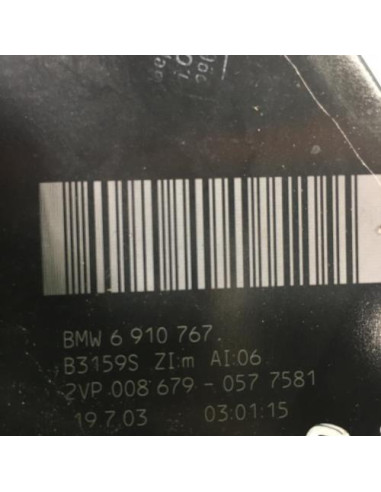 BMW 6 910 767
B3159S ZI:m AI:06
2VP 008 679 - 057 7581
19.7.03 03:01:15